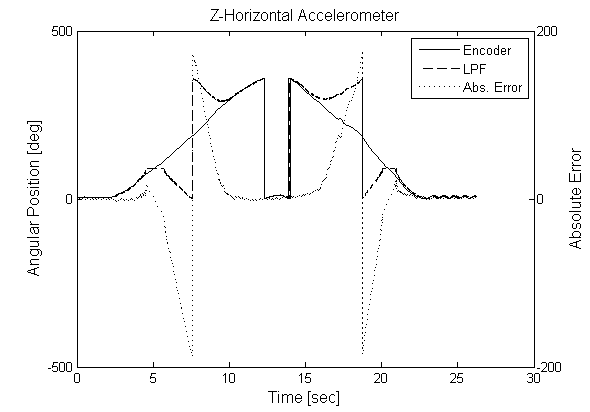 Z-Horizontal Accelerometer
500
200
Encoder
LPF
Abs. Error
Angular Position [deg]
Absolute Error
0
0
-500
-200
0
5
10
15
20
25
30
Time [sec]